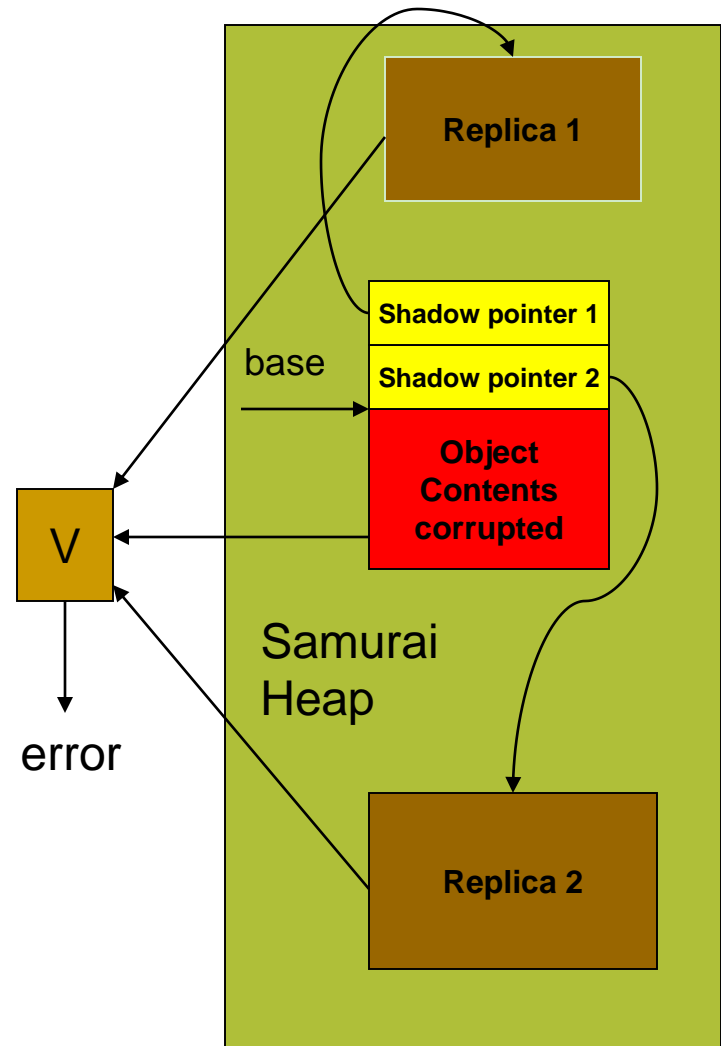 Replica 1
Shadow pointer 1
base
Shadow pointer 2
Object
Contents
corrupted
V
Samurai
Heap
error
Replica 2